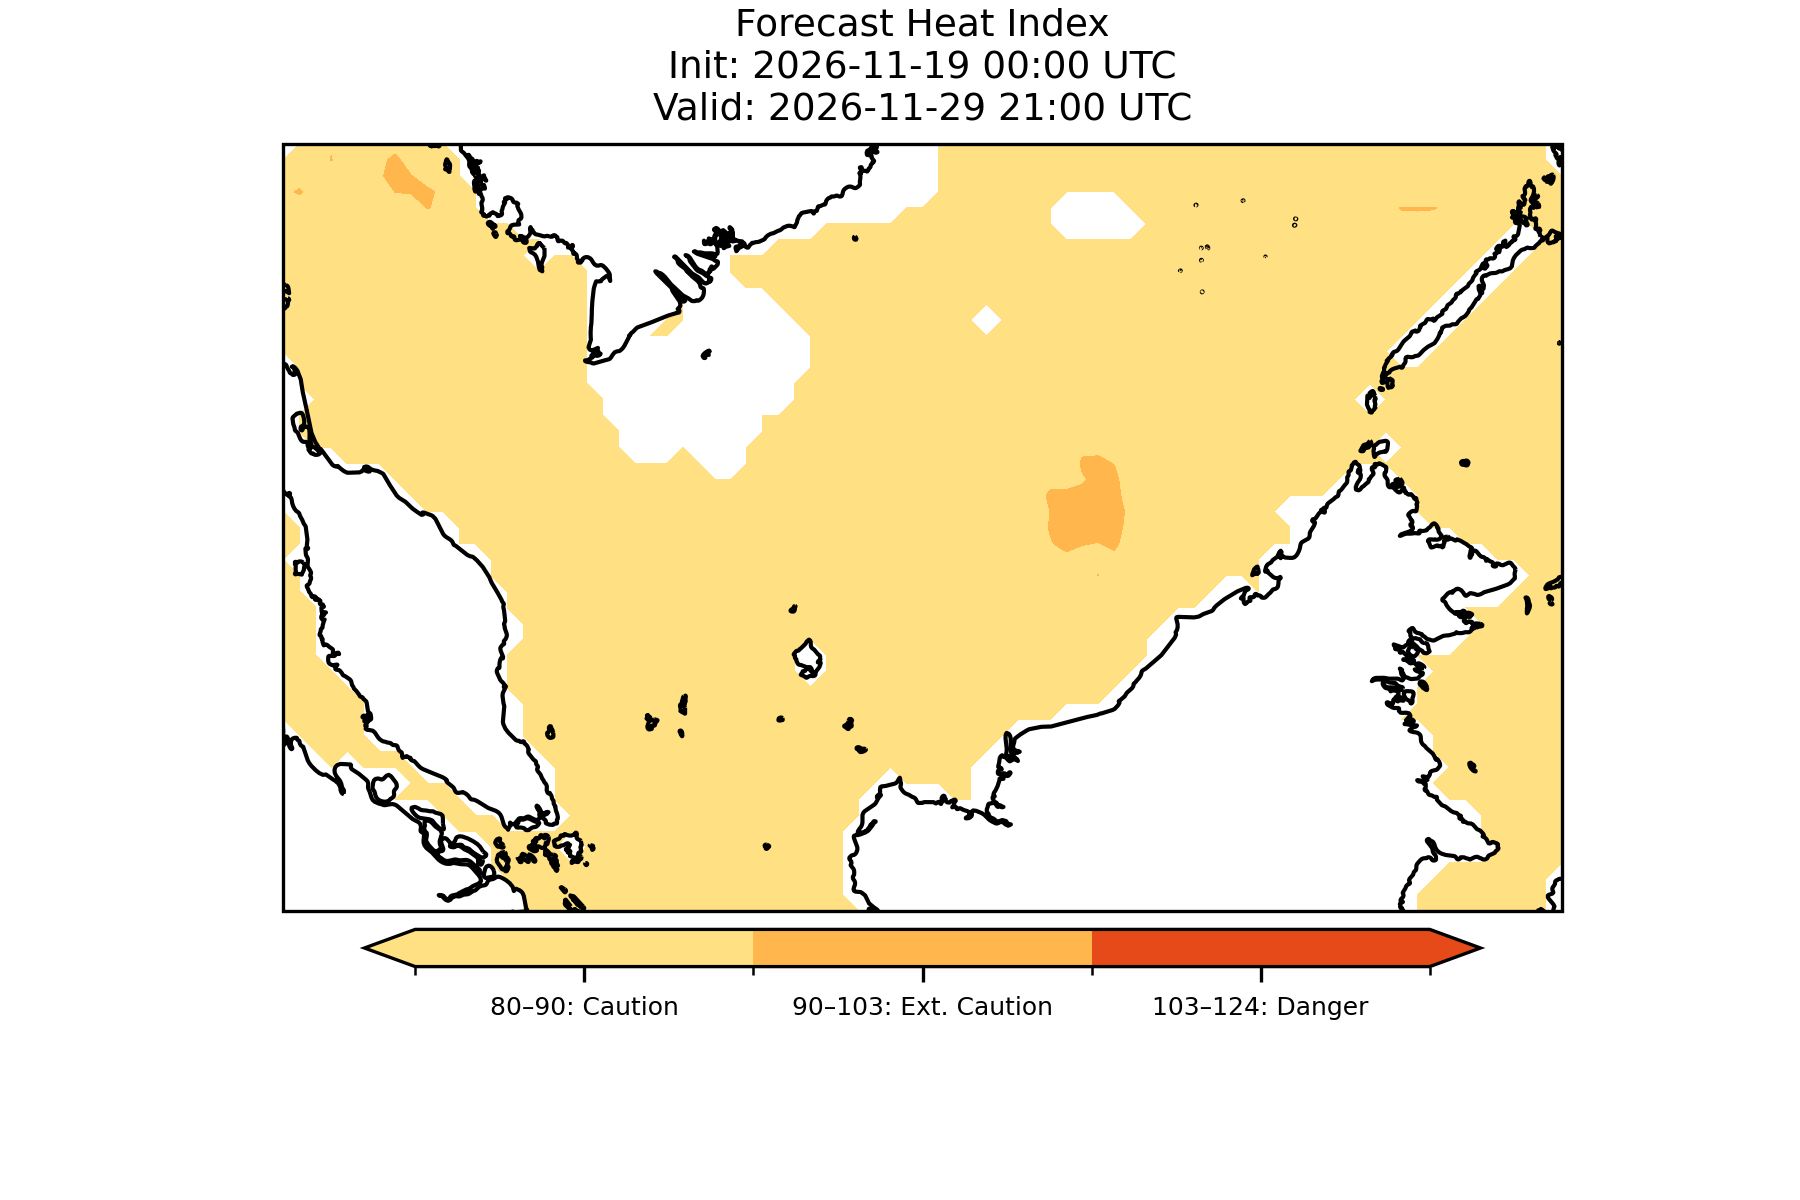 Forecast Heat Index
Init: 2026-11-19 00:00 UTC
Valid: 2026-11-29 21:00 UTC
80–90: Caution
90–103: Ext. Caution
103–124: Danger